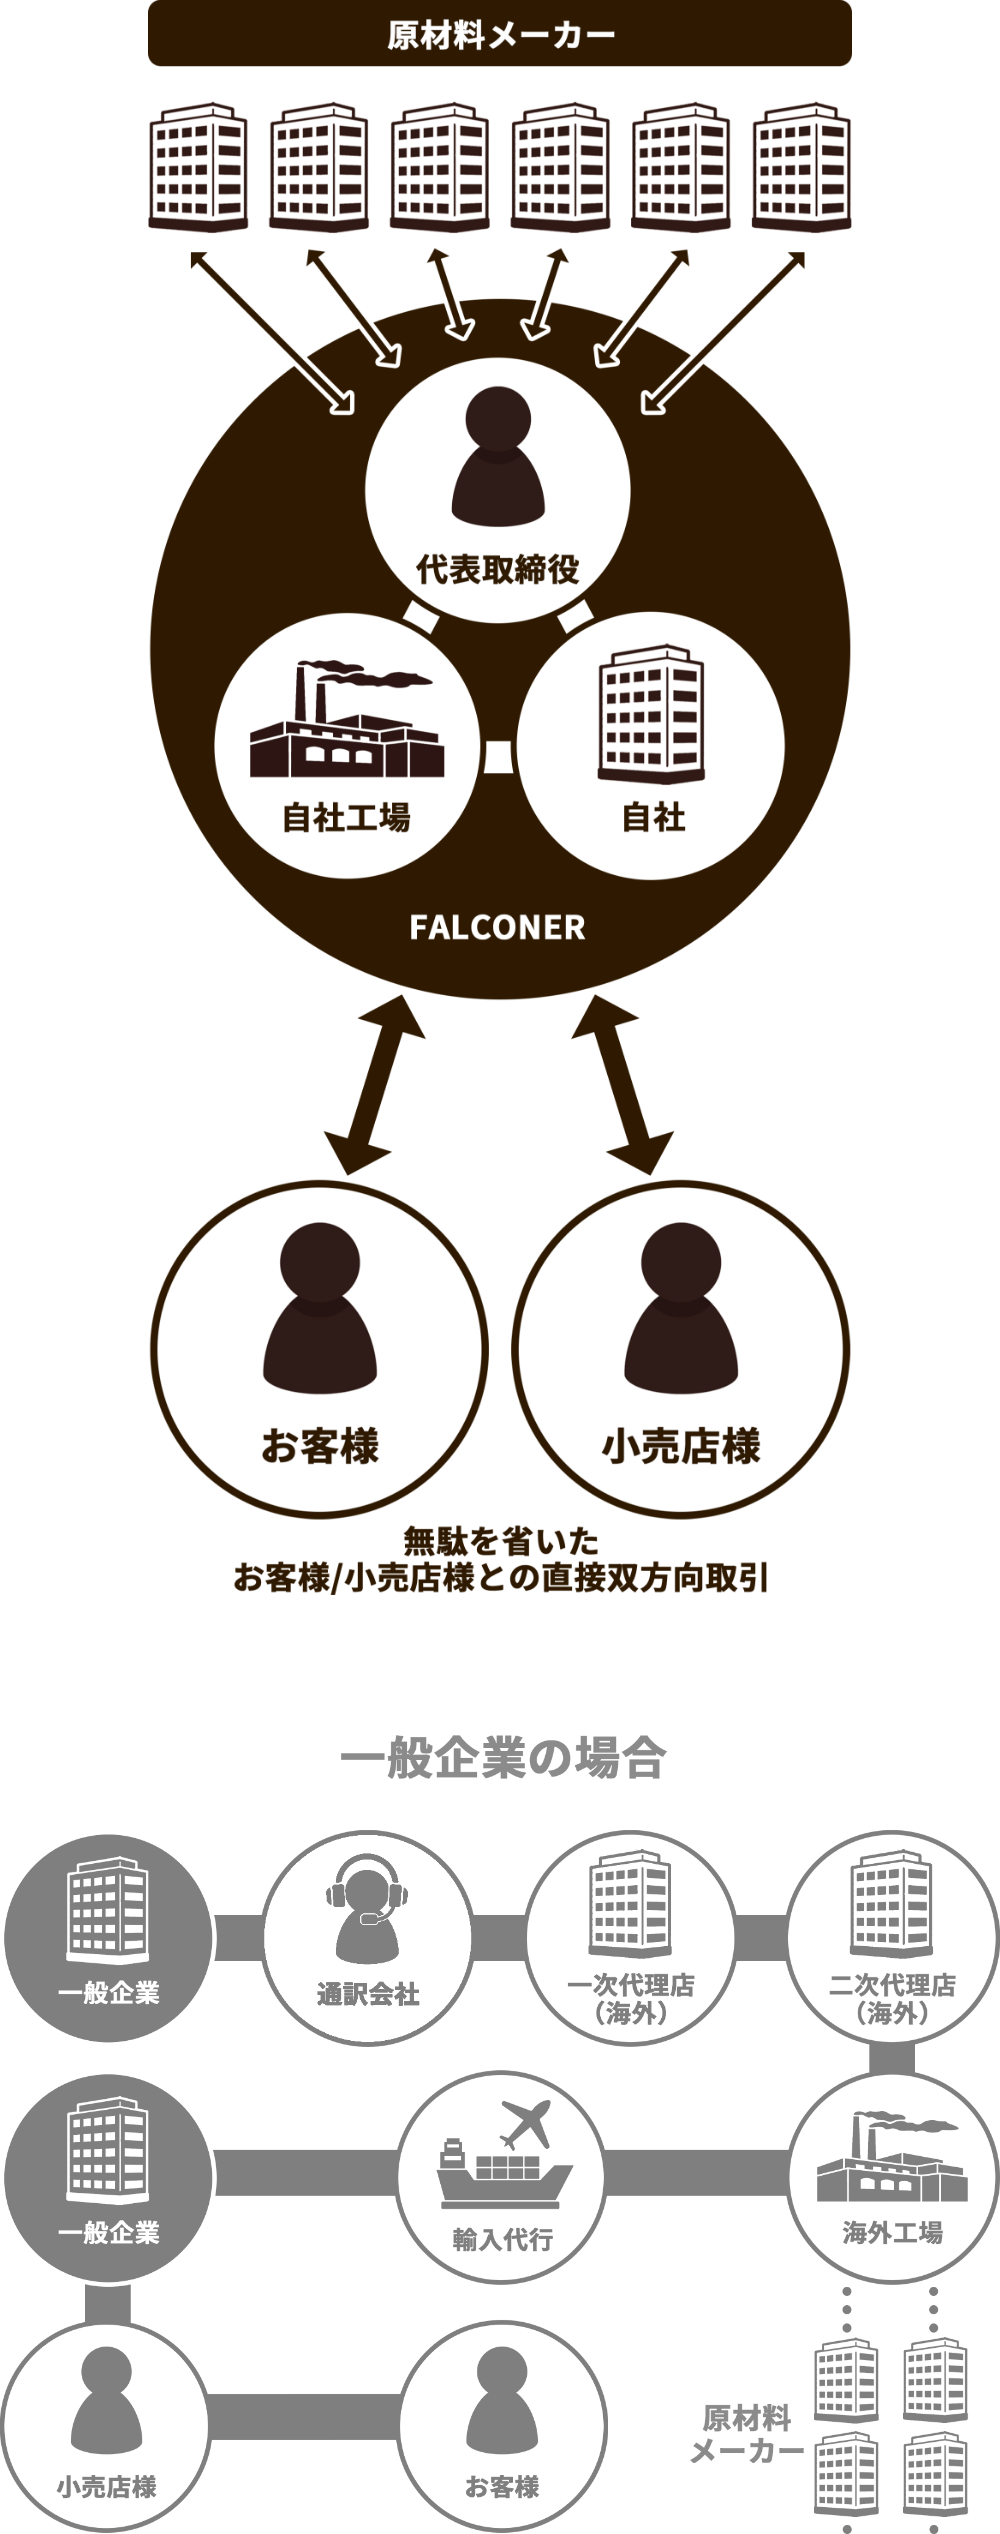 原材料メーカー
代表取締役
自社工場
自社
FALCONER
お客様
小売店様
無駄を省いた
お客様/小売店様との直接双方向取引
一般企業の場合
一般企業
通訳会社
一次代理店
（海外）
二次代理店
（海外）
一般企業
輸入代行
海外工場
原材料
メーカー
小売店様
お客様